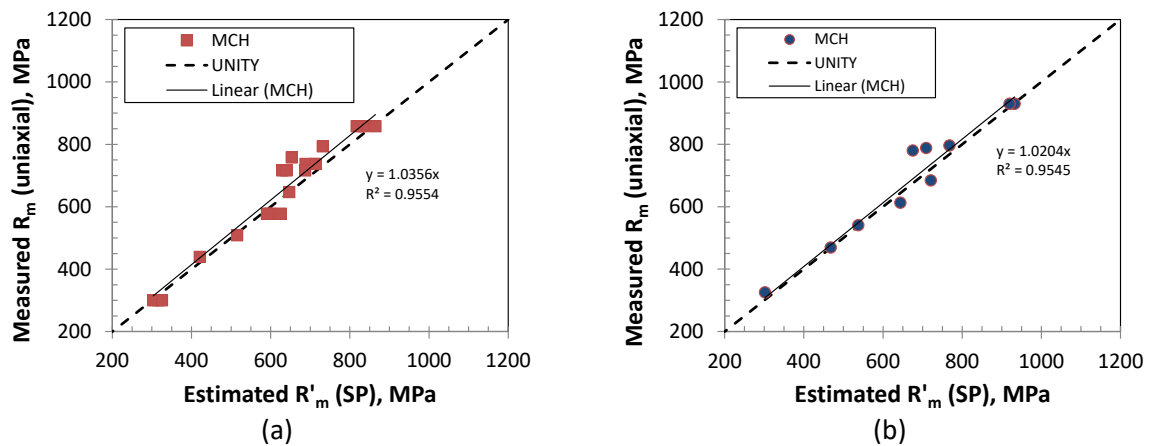 1200
1000
800
600
400
200
Measured Rm (uniaxial), MPa
MCH
UNITY
Linear (MCH)
y = 1.0356x
R² = 0.9554
200 400 600 800 1000 1200
Estimated R'm (SP), MPa
(a)
1200
1000
800
600
400
200
Measured Rm (uniaxial), MPa
MCH
UNITY
Linear (MCH)
y = 1.0204x
R² = 0.9545
200 400 600 800 1000 1200
Estimated R'm (SP), MPa
(b)